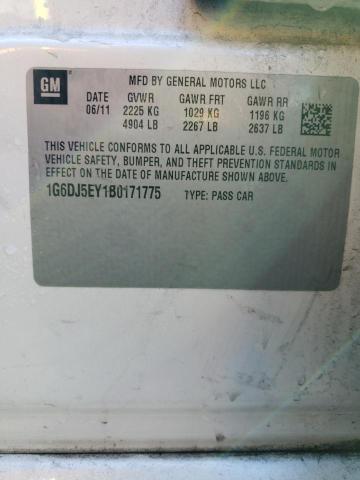 GM
MFD BY GENERAL MOTORS LLC
DATE GVWR GAWR FRT GAWR RR
06/11 2225 KG 1029 KG 1196 KG
4904 LB 2267 LB 2637 LB
THIS VEHICLE CONFORMS TO ALL APPLICABLE U.S. FEDERAL MOTOR
VEHICLE SAFETY, BUMPER, AND THEFT PREVENTION STANDARDS IN
EFFECT ON THE DATE OF MANUFACTURE SHOWN ABOVE.
1G6DJ5EY1B0171775 TYPE: PASS CAR